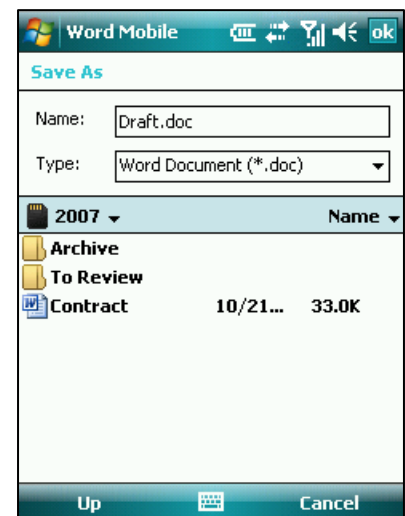 Word Mobile ok
Save As
Name: Draft.doc
Type: Word Document (*.doc)
2007 Name
Archive
To Review
Contract 10/21... 33.0K
Up Cancel